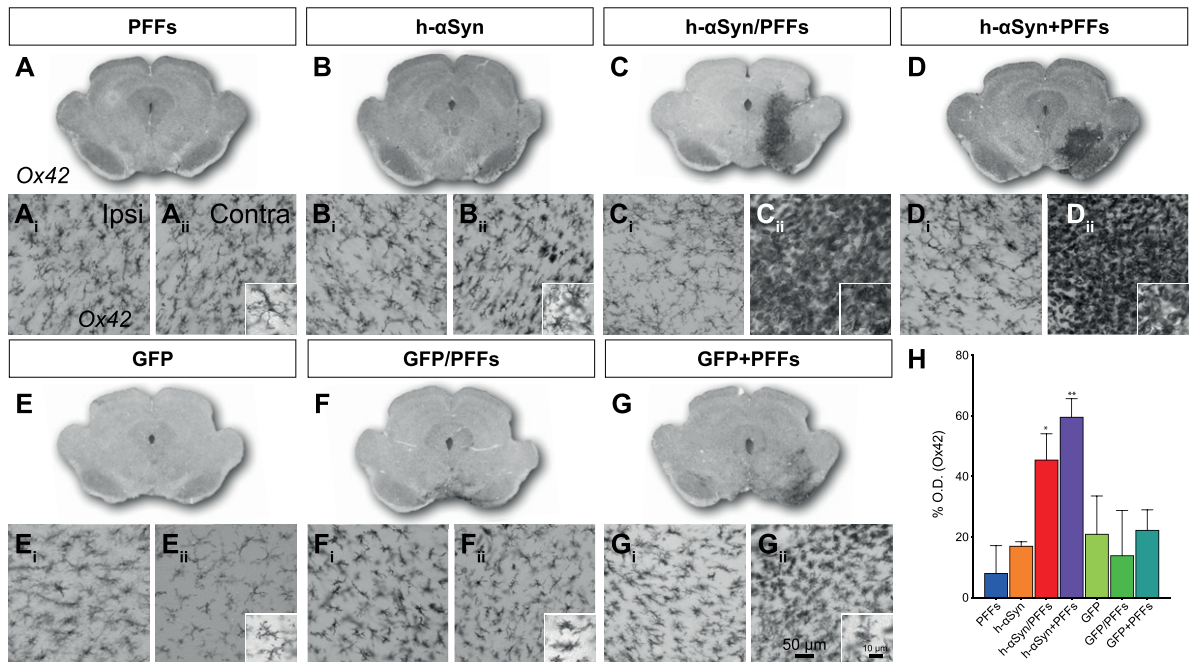 PFFs
h-αSyn
h-αSyn/PFFs
h-αSyn+PFFs
A
B
C
D
Ox42
Ai Ipsi
Aii Contra
Bi
Bii
Ci
Cii
Di
Dii
Ox42
GFP
GFP/PFFs
GFP+PFFs
E
F
G
Ei
Eii
Fi
Fii
Gi
Gii
50 µm
10 µm
H
80
60
40
20
0
% O.D. (Ox42)
*
**
PFFs
h-αSyn
h-αSyn/PFFs
h-αSyn+PFFs
GFP
GFP/PFFs
GFP+PFFs